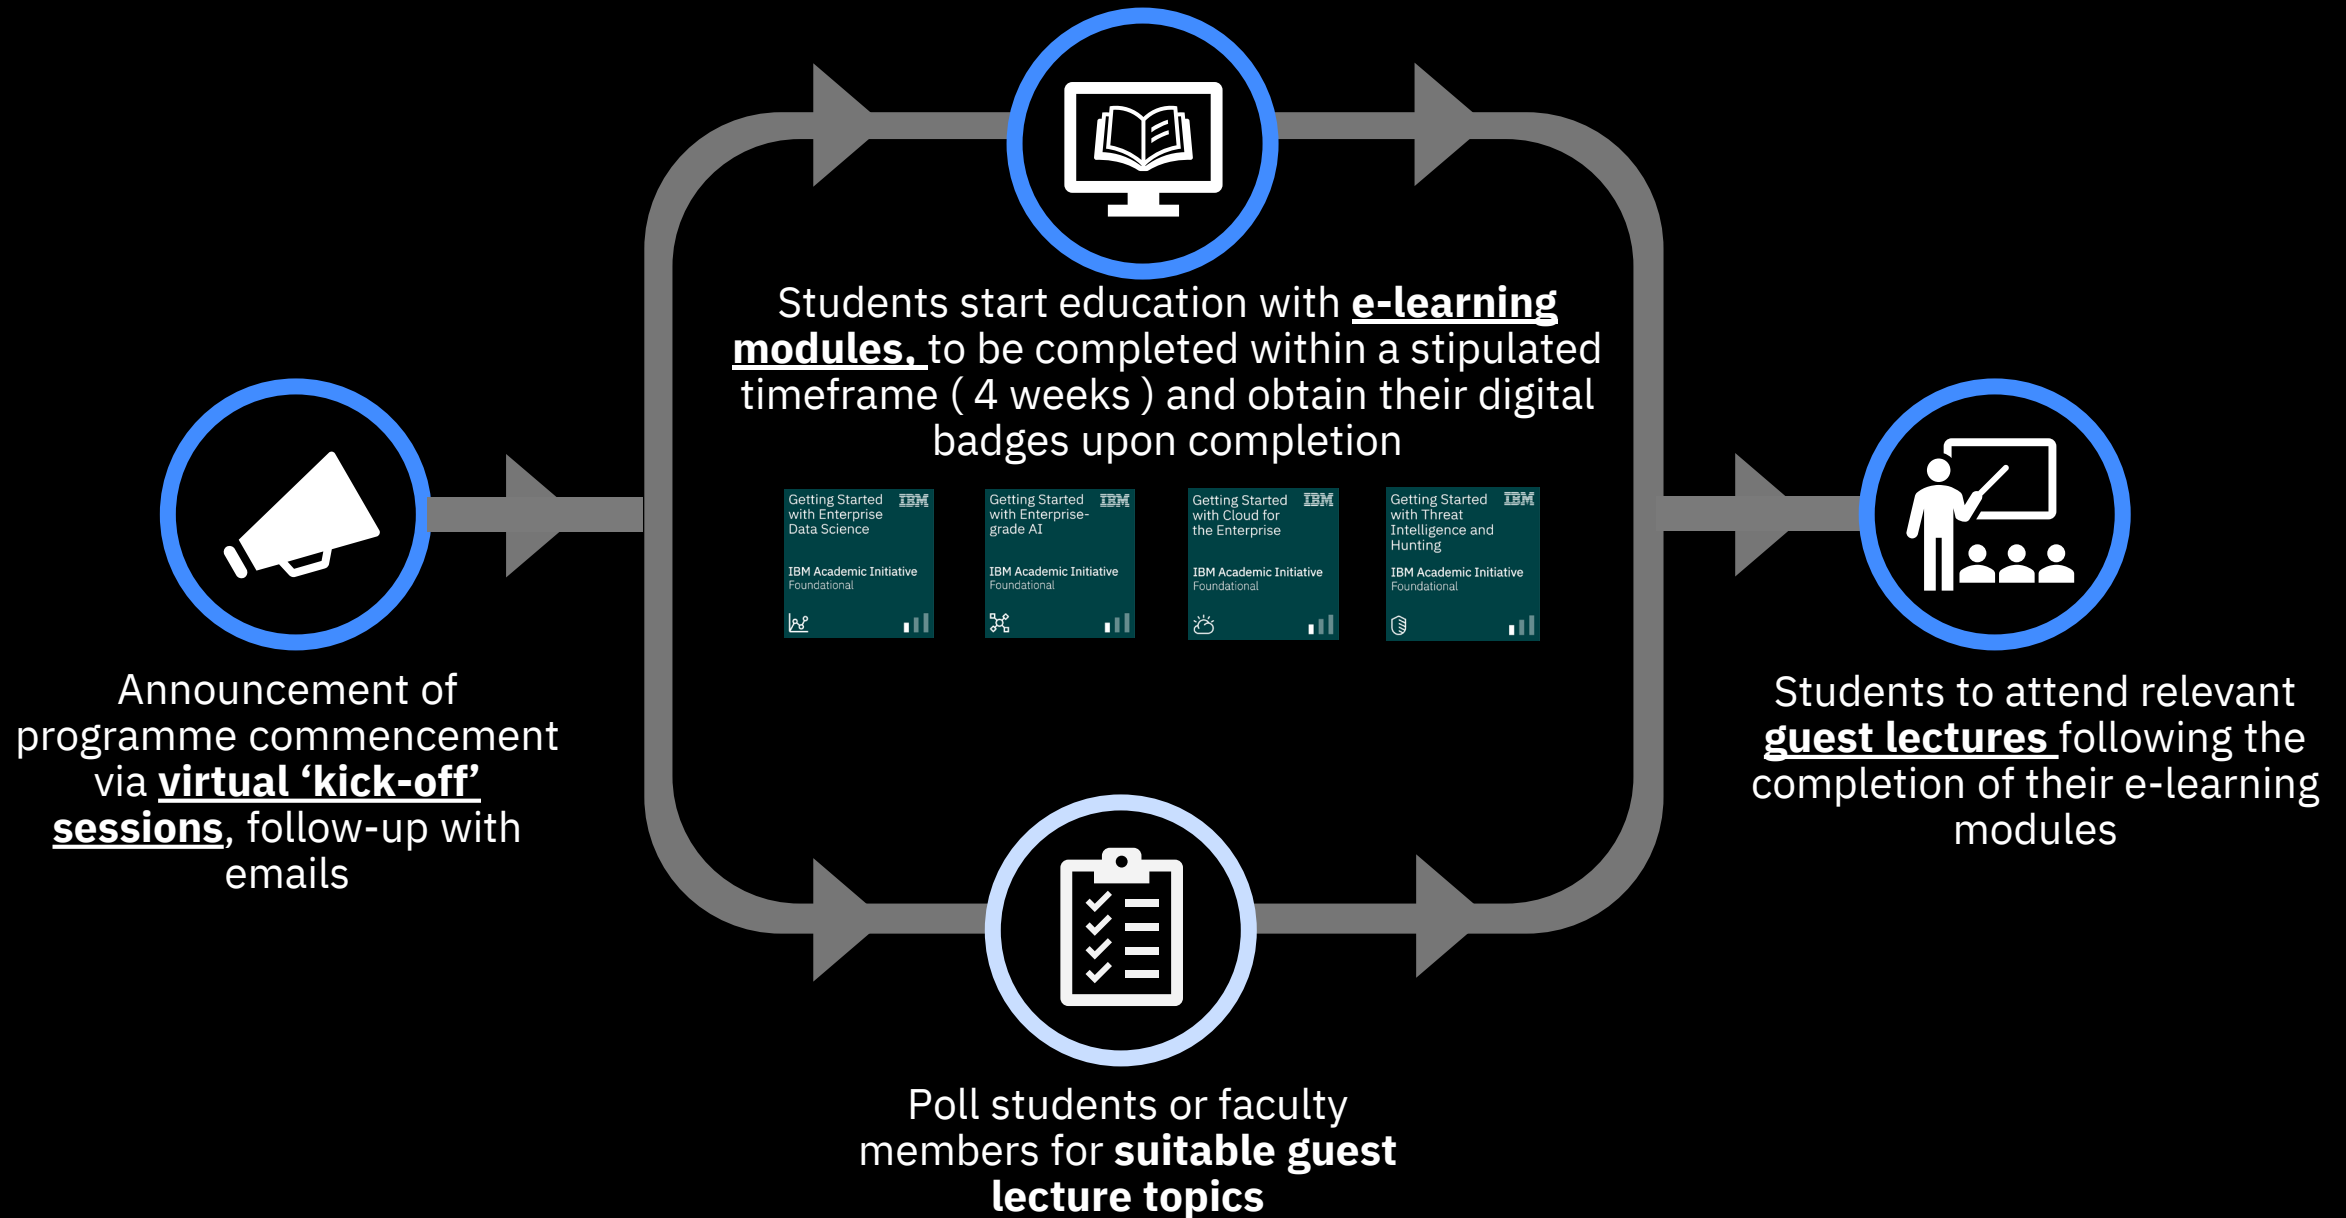 Students start education with e-learning
modules, to be completed within a stipulated
timeframe ( 4 weeks ) and obtain their digital
badges upon completion
Getting Started
with Enterprise
Data Science
IBM
IBM Academic Initiative
Foundational
Getting Started
with Enterprise-
grade AI
IBM
IBM Academic Initiative
Foundational
Getting Started
with Cloud for
the Enterprise
IBM
IBM Academic Initiative
Foundational
Getting Started
with Threat
Intelligence and
Hunting
IBM
IBM Academic Initiative
Foundational
Announcement of
programme commencement
via virtual ‘kick-off’
sessions, follow-up with
emails
Students to attend relevant
guest lectures following the
completion of their e-learning
modules
Poll students or faculty
members for suitable guest
lecture topics